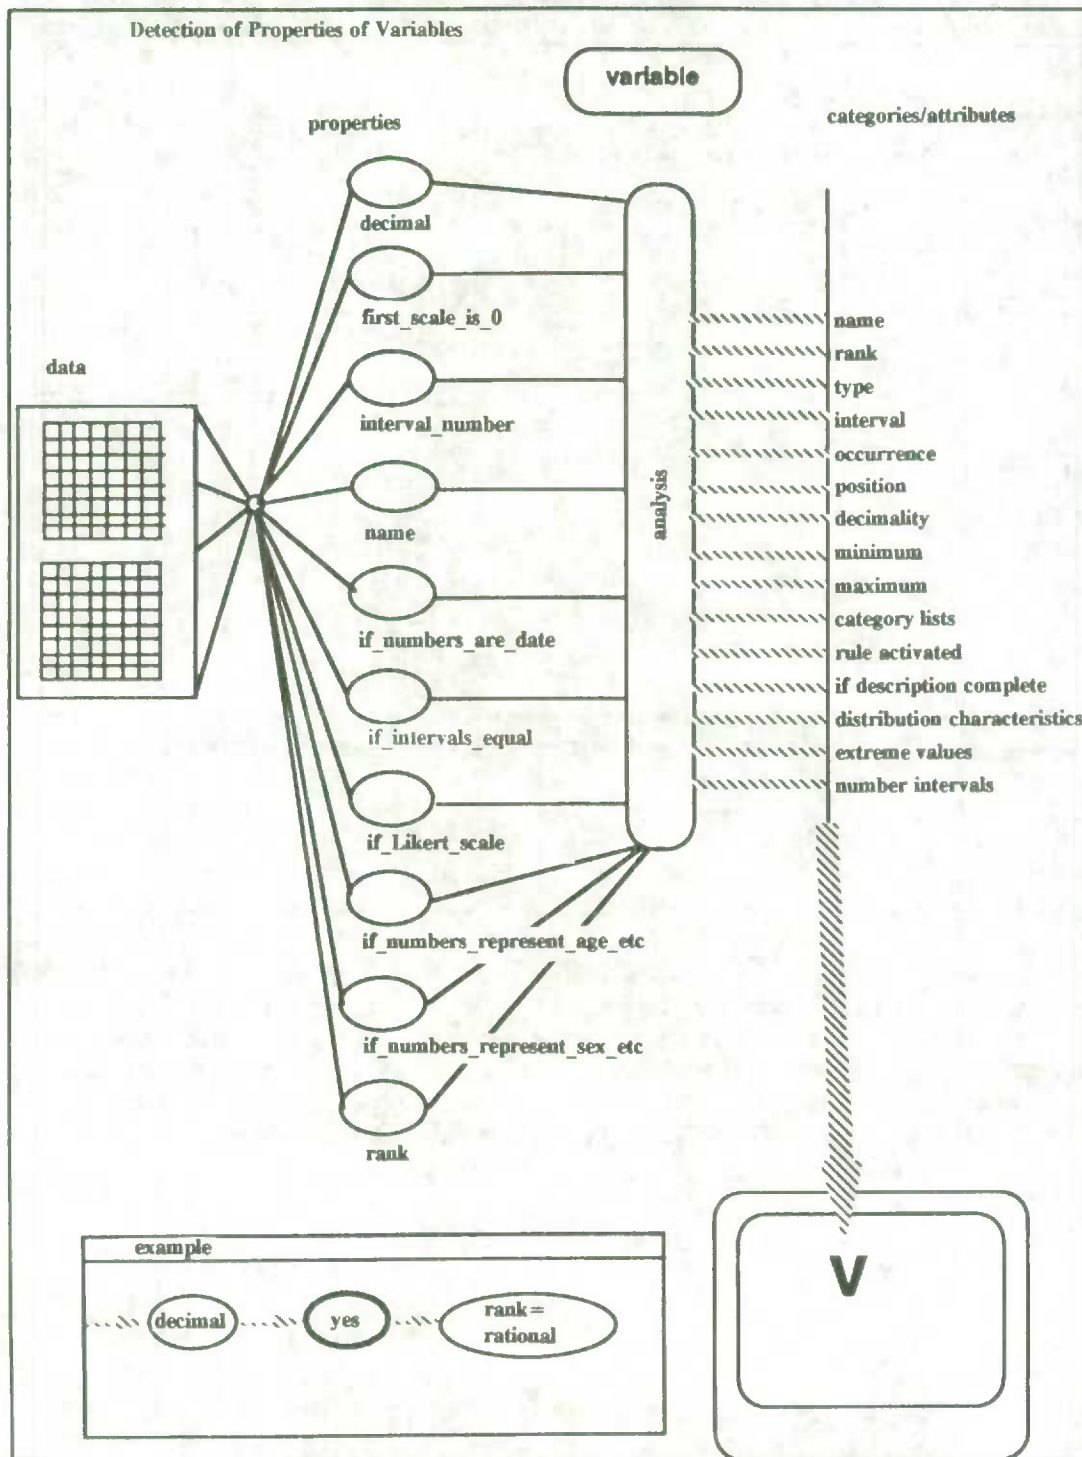 Detection of Properties of Variables
variable
properties
categories/attributes
decimal
first_scale_is_0
interval_number
name
if_numbers_are_date
if_intervals_equal
if_Likert_scale
if_numbers_represent_age_etc
if_numbers_represent_sex_etc
rank
data
analysis
name
rank
type
interval
occurrence
position
decimality
minimum
maximum
category lists
rule activated
if description complete
distribution characteristics
extreme values
number intervals
example
decimal
yes
rank=
rational
V